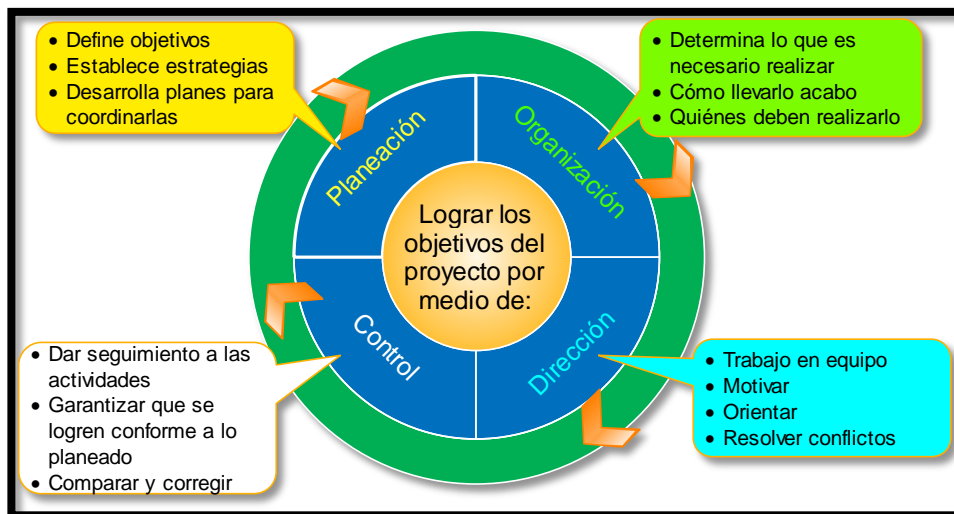 • Define objetivos
• Establece estrategias
• Desarrolla planes para
coordinarlas
• Determina lo que es
necesario realizar
• Cómo llevarlo acabo
• Quiénes deben realizarlo
Planeación
Organización
Lograr los
objetivos del
proyecto por
medio de:
Control
Dirección
• Dar seguimiento a las
actividades
• Garantizar que se
logren conforme a lo
planeado
• Comparar y corregir
• Trabajo en equipo
• Motivar
• Orientar
• Resolver conflictos